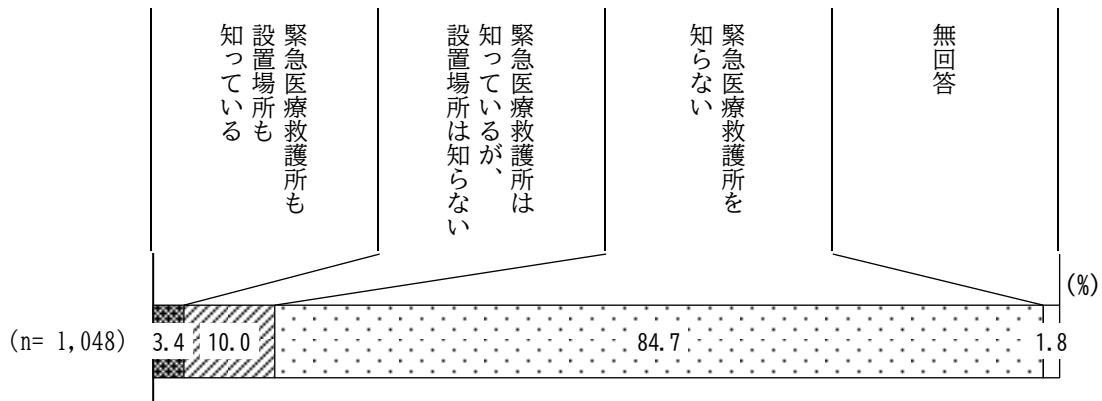 緊急医療救護所も
設置場所も
知っている
緊急医療救護所は
知っているが、
設置場所は知らない
緊急医療救護所を
知らない
無回答
(%)
(n= 1,048)
3.4
10.0
84.7
1.8